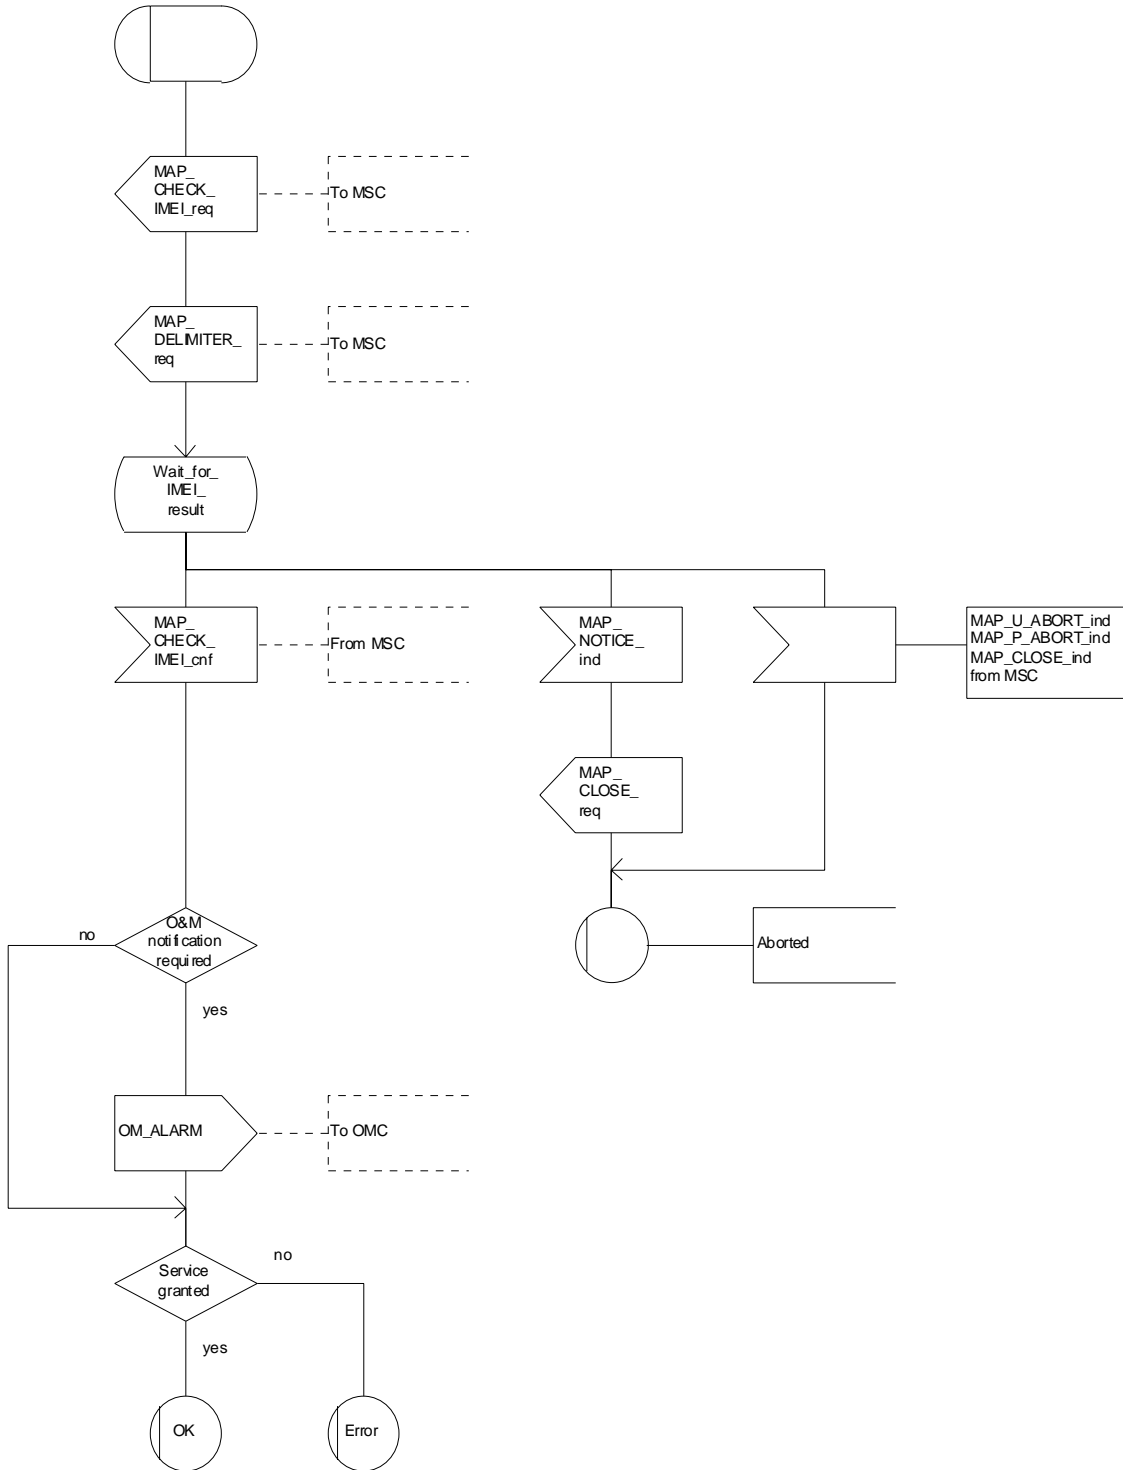 MAP_
CHECK_
IMEI_req
To MSC
MAP_
DELIMITER_
req
To MSC
Wait_for_
IMEI_
result
MAP_
CHECK_
IMEI_cnf
From MSC
MAP_
NOTICE_
ind
MAP_U_ABORT_ind
MAP_P_ABORT_ind
MAP_CLOSE_ind
from MSC
MAP_
CLOSE_
req
no
O&M
notification
required
Aborted
yes
OM_ALARM
To OMC
no
Service
granted
yes
OK
Error